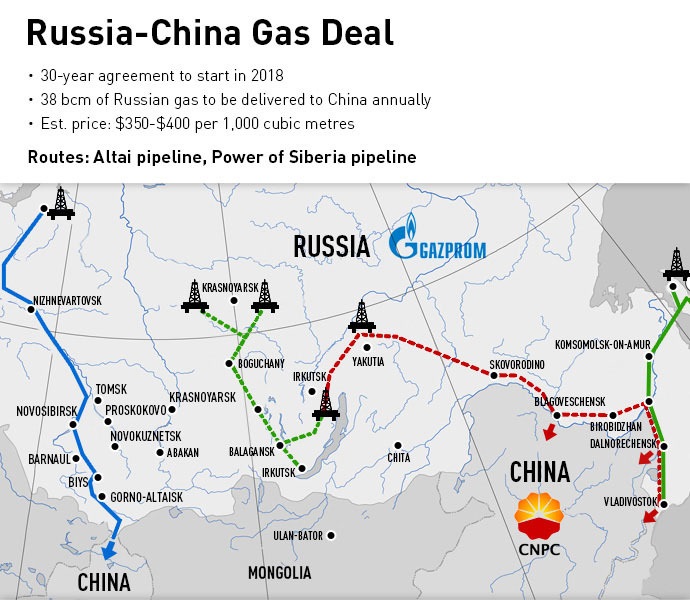 Russia-China Gas Deal
• 30-year agreement to start in 2018
• 38 bcm of Russian gas to be delivered to China annually
• Est. price: $350-$400 per 1,000 cubic metres
Routes: Altai pipeline, Power of Siberia pipeline
RUSSIA
GAZPROM
KRASNOYARSK
NIZHNEVARTOVSK
KOMSOMOLSK-ON-AMUR
YAKUTIA
BOGUCHANY
SKOVORODINO
IRKUTSK
TOMSK
KRASNOYARSK
BLAGOVESCHENSK
NOVOSIBIRSK
PROSKOKOVO
BIROBIDZHAN
NOVOKUZNETSK
DALNORECHENSK
ABAKAN
BALAGANSK
BARNAUL
CHITA
IRKUTSK
CHINA
BIYS
GORNO-ALTAISK
VLADIVOSTOK
ULAN-BATOR
CNPC
MONGOLIA
CHINA